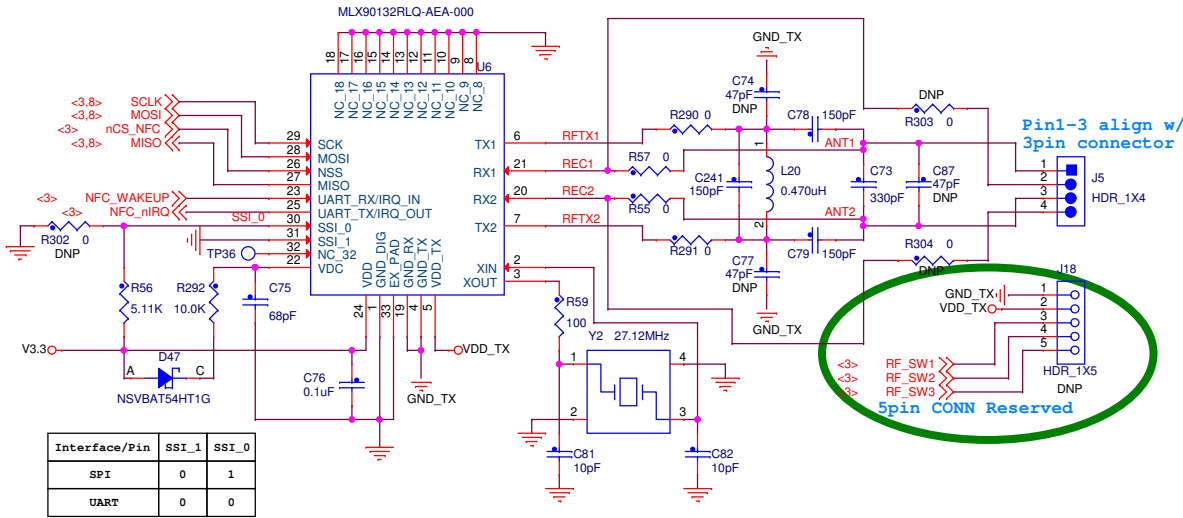 MLX90132RLQ-AEA-000
U6
18 17 16 15 14 13 12 11 10 9 8
NC_18 NC_17 NC_16 NC_15 NC_14 NC_13 NC_12 NC_11 NC_10 NC_9 NC_8
<3,8> SCLK
<3,8> MOSI
<3> nCS_NFC
<3,8> MISO
<3> NFC_WAKEUP
<3> NFC_nIRQ
SSI_0
29 SCK
28 MOSI
26 NSS
27 MISO
23 UART_RX/IRQ_IN
25 UART_TX/IRQ_OUT
30 SSI_0
31 SSI_1
32 NC_32
22 VDC
TP36
R302 0
DNP
R56
5.11K
R292
10.0K
C75
68pF
V3.3
D47
A C
NSVBAT54HT1G
C76
0.1uF
VDD GND_DIG EX_PAD GND_RX GND_TX VDD_TX
24 1 33 19 4 5
VDD_TX
GND_TX
TX1 6 RFTX1
RX1 21 REC1
RX2 20 REC2
TX2 7 RFTX2
XIN 2
XOUT 3
R59
100
Y2 27.12MHz
1 4
2 3
C81
10pF
C82
10pF
GND_TX
C74
47pF
DNP
R290 0
C78 150pF
R57 0
R55 0
R291 0
C241
150pF
1
L20
0.470uH
2
ANT1
ANT2
C73
330pF
C87
47pF
DNP
C77
47pF
DNP
C79 150pF
GND_TX
DNP
R303 0
R304 0
DNP
Pin1-3 align w/
3pin connector
1
2
3
4
J5
HDR_1X4
J18
GND_TX 1
VDD_TX 2
3
4
5
HDR_1X5
DNP
<3> RF_SW1
<3> RF_SW2
<3> RF_SW3
5pin CONN Reserved
Interface/Pin SSI_1 SSI_0
SPI 0 1
UART 0 0